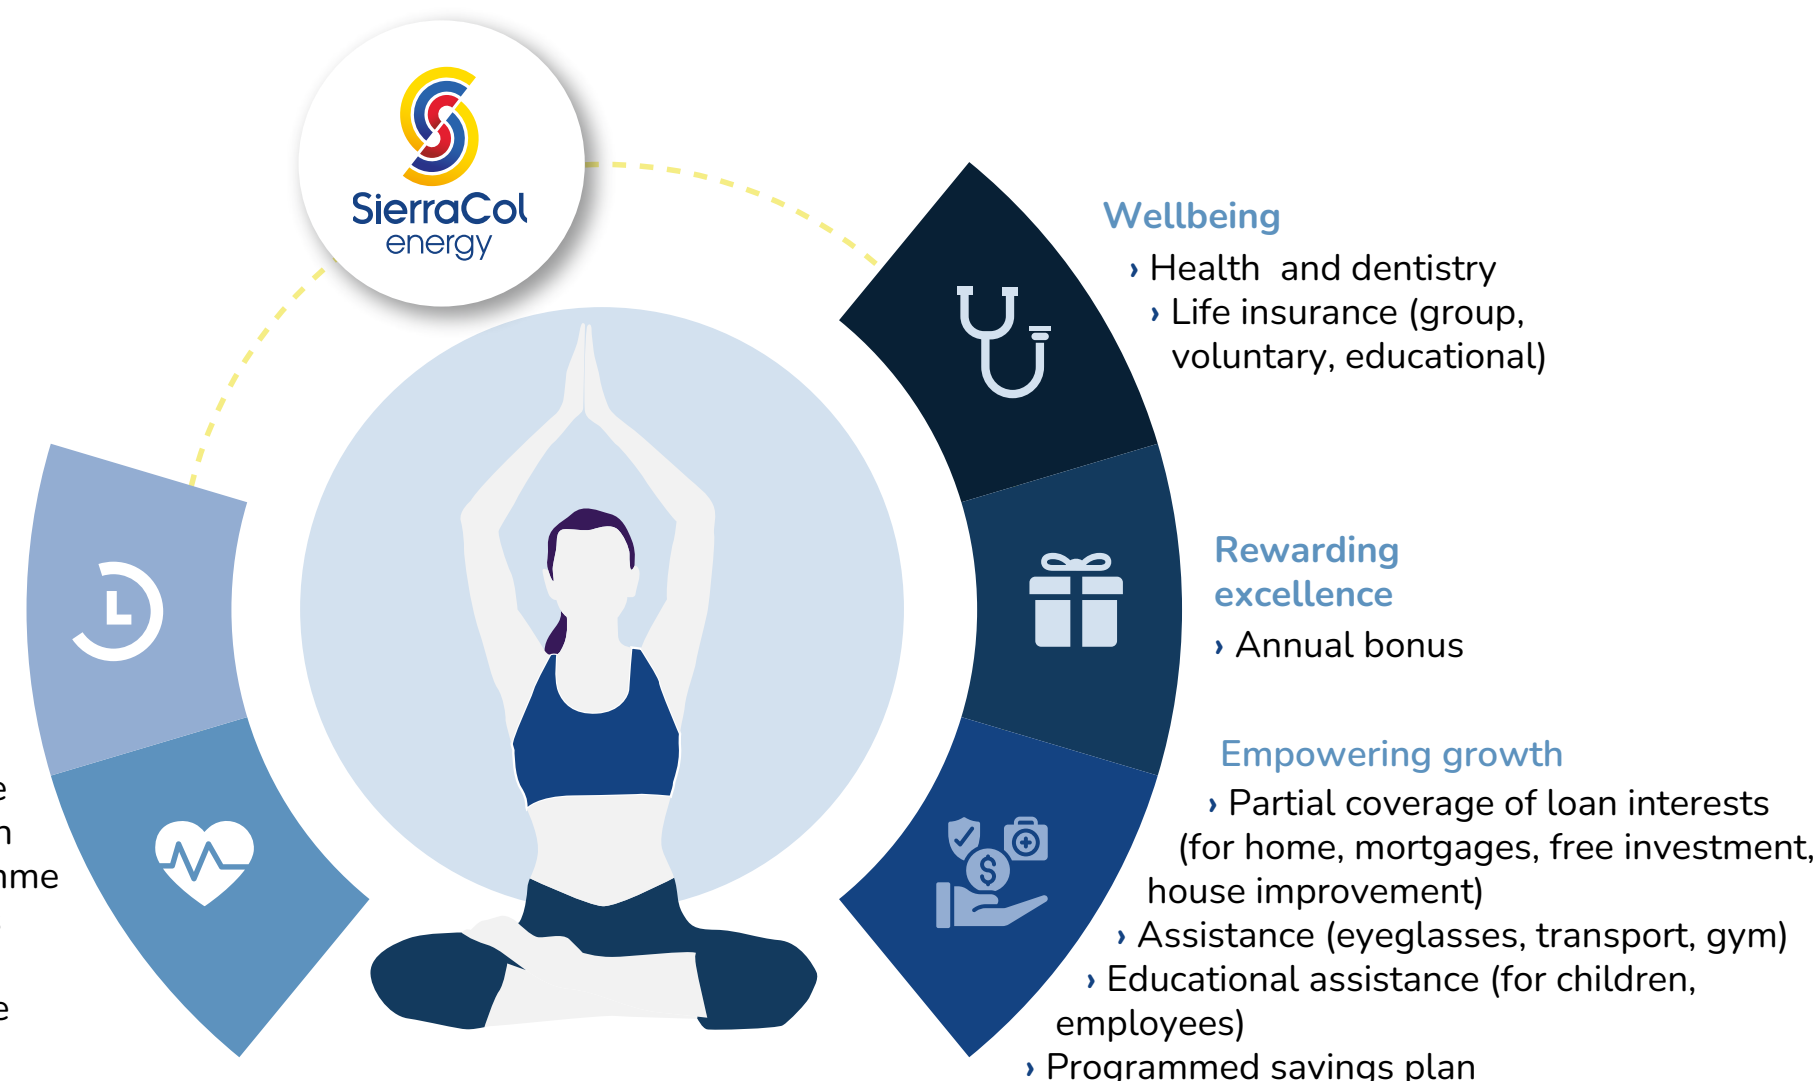 SierraCol
energy
Wellbeing
› Health and dentistry
› Life insurance (group,
voluntary, educational)
Rewarding
excellence
› Annual bonus
Empowering growth
› Partial coverage of loan interests
(for home, mortgages, free investment,
house improvement)
› Assistance (eyeglasses, transport, gym)
› Educational assistance (for children,
employees)
› Programmed savings plan